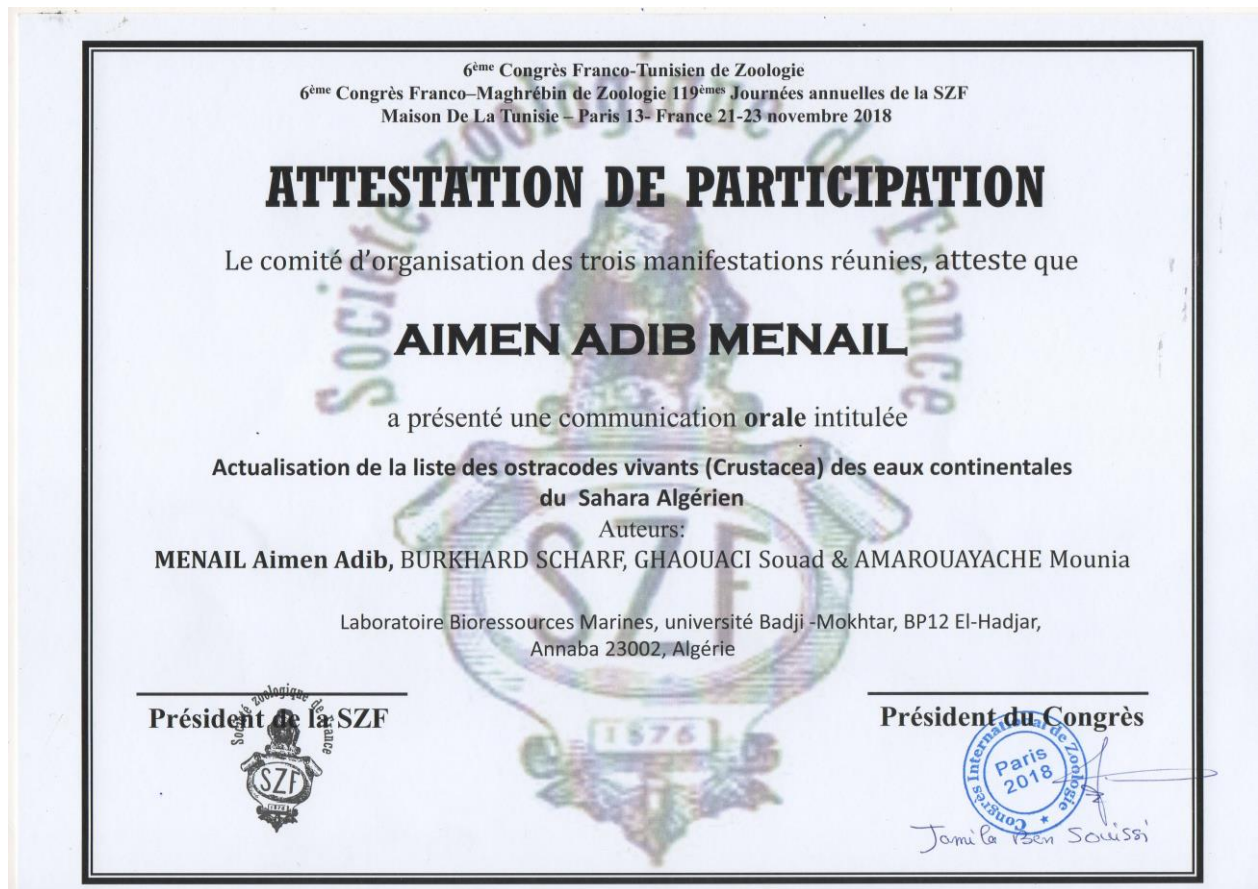 6ème Congrès Franco-Tunisien de Zoologie
6ème Congrès Franco–Maghrébin de Zoologie 119èmes Journées annuelles de la SZF
Maison De La Tunisie – Paris 13- France 21-23 novembre 2018
Société zoologique de France
ATTESTATION DE PARTICIPATION
Le comité d'organisation des trois manifestations réunies, atteste que
AIMEN ADIB MENAIL
a présenté une communication orale intitulée
Actualisation de la liste des ostracodes vivants (Crustacea) des eaux continentales
du Sahara Algérien
Auteurs:
MENAIL Aimen Adib, BURKHARD SCHARF, GHAOUACI Souad & AMAROUAYACHE Mounia
SZF
Laboratoire Bioressources Marines, université Badji -Mokhtar, BP12 El-Hadjar,
Annaba 23002, Algérie
1876
Président de la SZF
Société zoologique de France
SZF
1876
Président du Congrès
Congrès International de Zoologie
Paris
2018
Jamila Ben Souissi